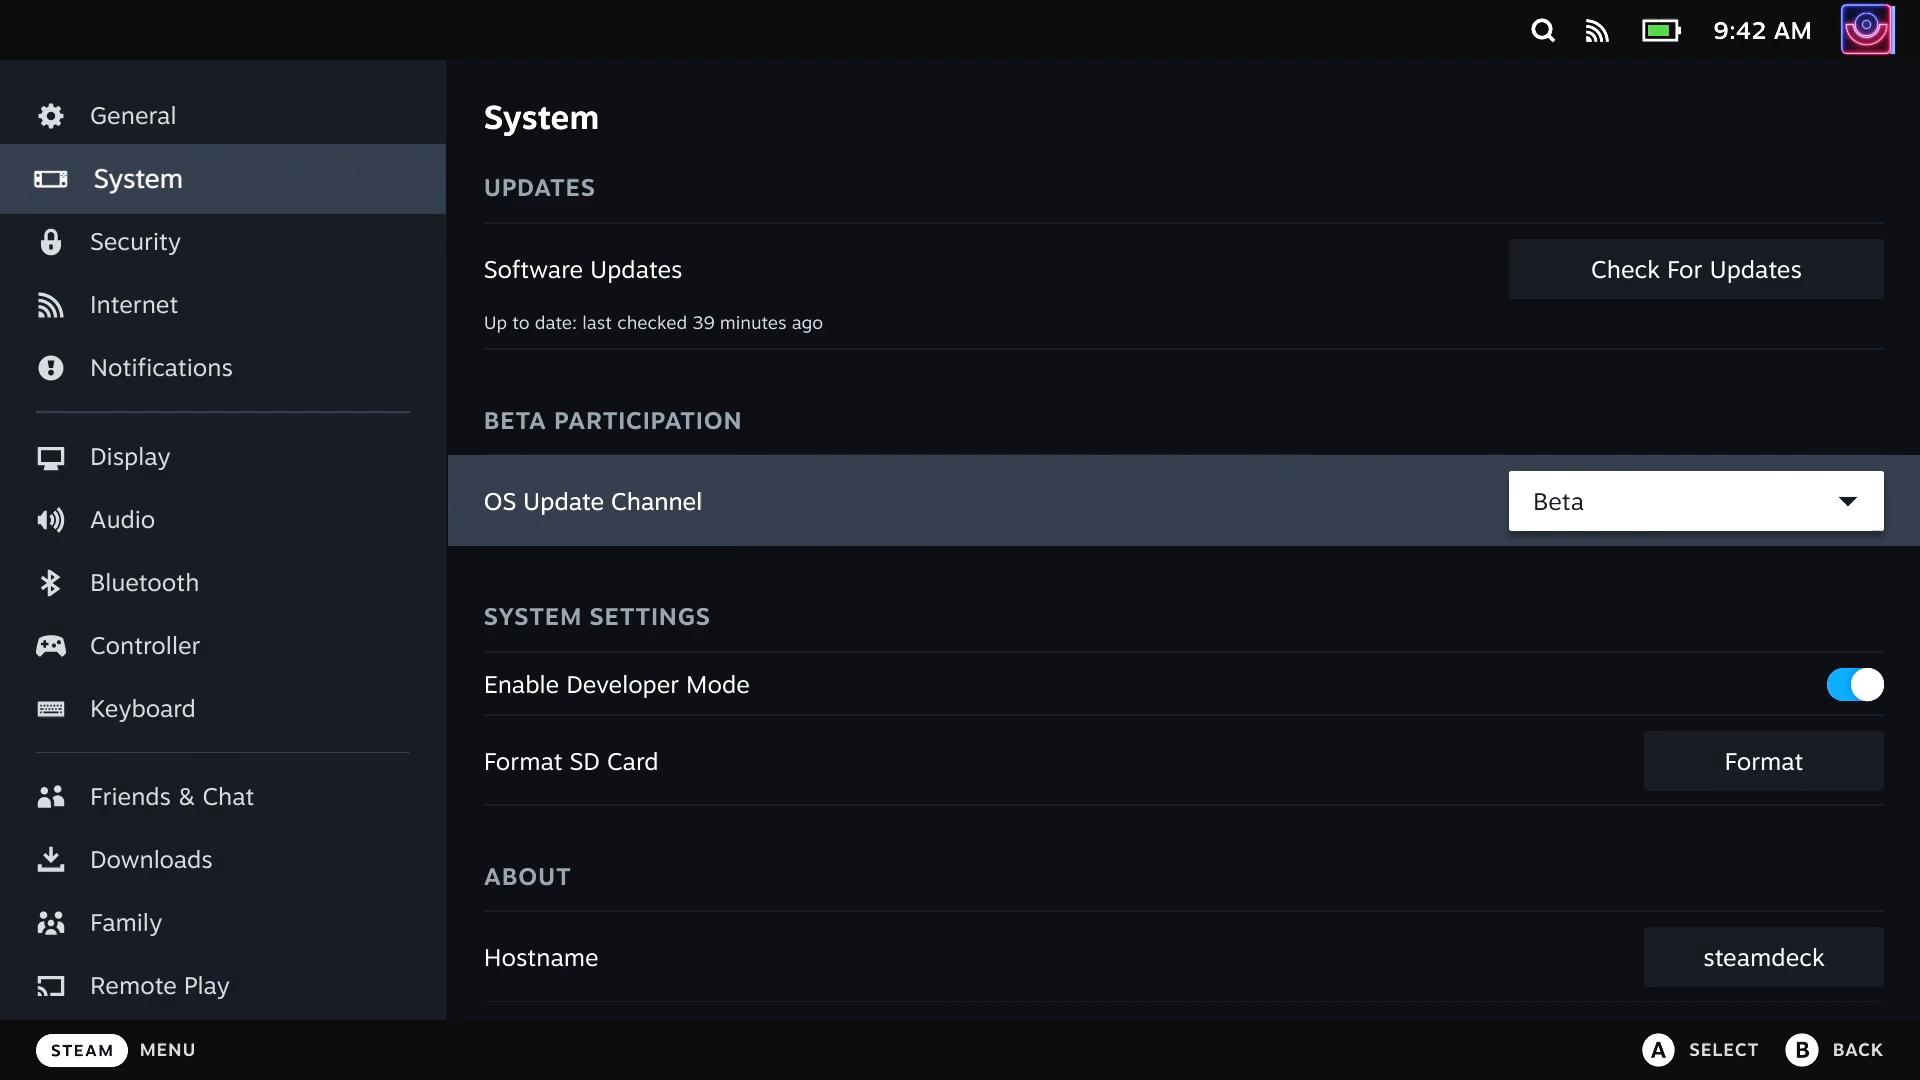 9:42 AM
General
System
Security
Internet
Notifications
Display
Audio
Bluetooth
Controller
Keyboard
Friends & Chat
Downloads
Family
Remote Play
System
UPDATES
Software Updates
Check For Updates
Up to date: last checked 39 minutes ago
BETA PARTICIPATION
OS Update Channel
Beta
SYSTEM SETTINGS
Enable Developer Mode
Format SD Card
Format
ABOUT
Hostname
steamdeck
STEAM MENU
A SELECT B BACK